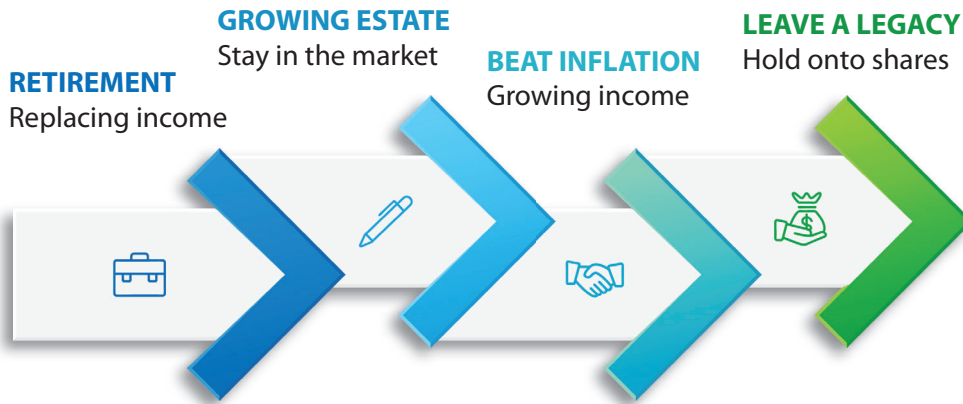 RETIREMENT
Replacing income
GROWING ESTATE
Stay in the market
BEAT INFLATION
Growing income
LEAVE A LEGACY
Hold onto shares
$